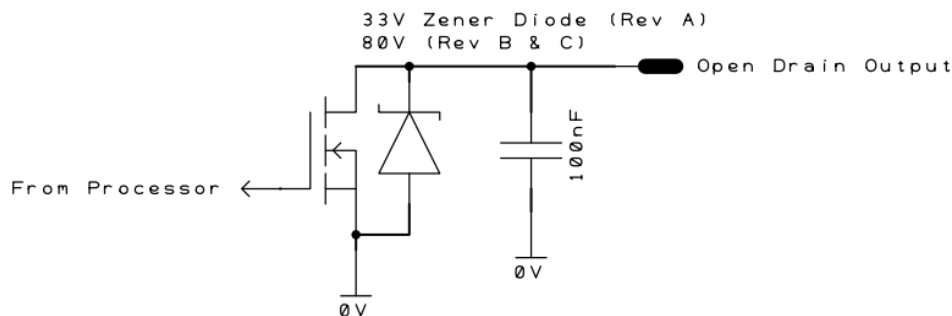 33V Zener Diode (Rev A)
80V (Rev B & C)
Open Drain Output
100nF
From Processor
0V
0V